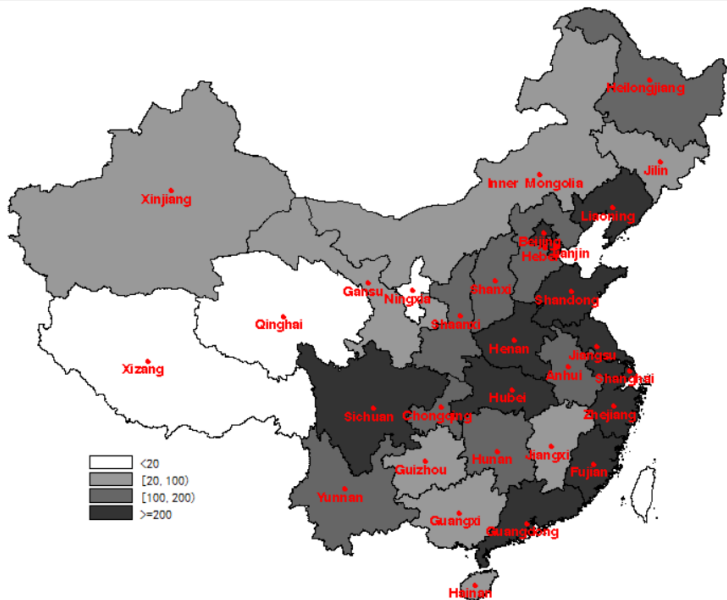 Heilongjiang
Jilin
Inner Mongolia
Xinjiang
Liaoning
Beijing
Tianjin
Hebei
Gansu
Ningxia
Shanxi
Shandong
Qinghai
Shaanxi
Henan
Jiangsu
Xizang
Anhui
Shanghai
Hubei
Sichuan
Chongqing
Zhejiang
Hunan
Jiangxi
Guizhou
Fujian
Yunnan
Guangxi
Guangdong
Hainan
<20
[20, 100)
[100, 200)
>=200